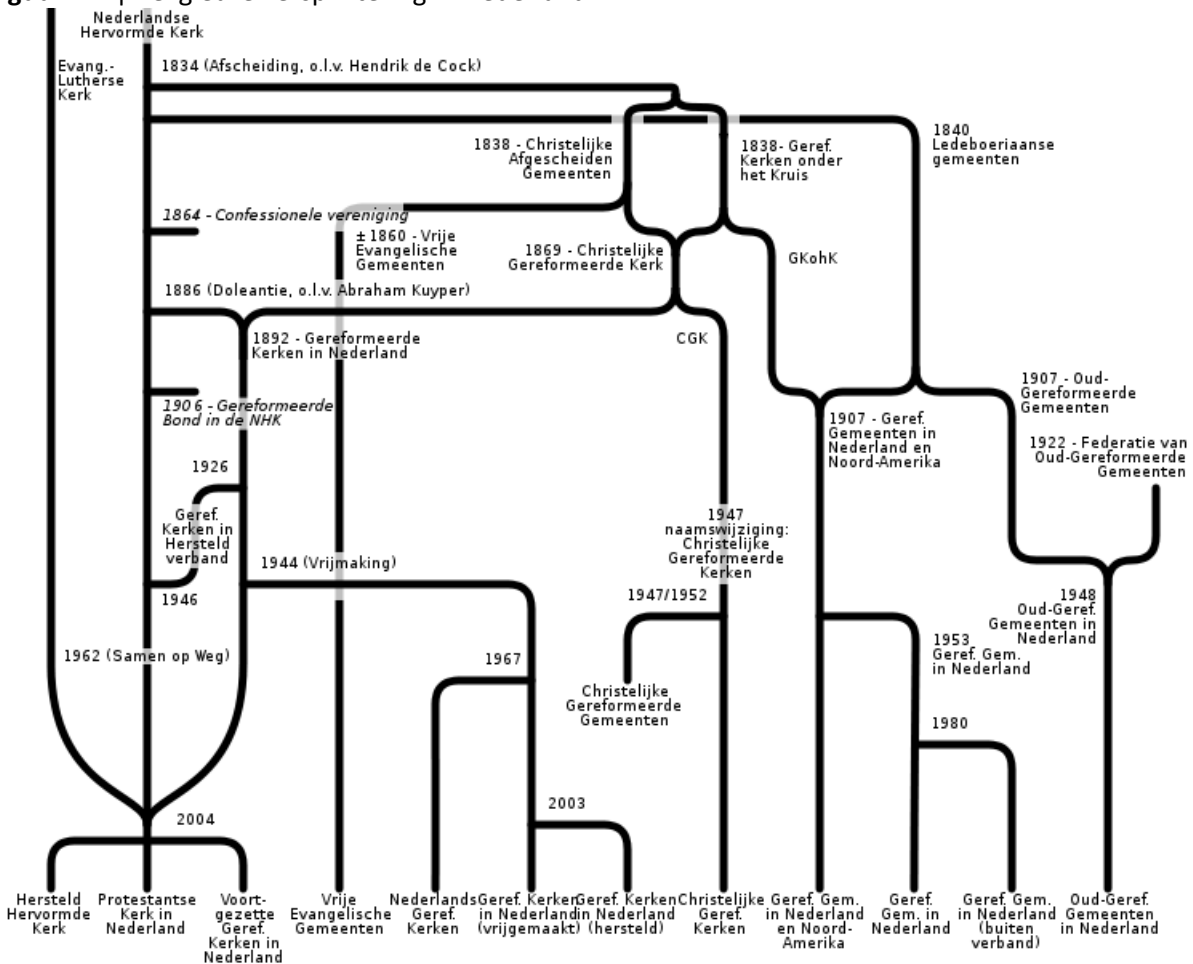 Nederlandse
Hervormde Kerk
Evang.-
Lutherse
Kerk
1834 (Afscheiding, o.l.v. Hendrik de Cock)
1838 - Christelijke
Afgescheiden
Gemeenten
1838- Geref.
Kerken onder
het Kruis
1840
Ledeboeriaanse
gemeenten
1864 - Confessionele vereniging
± 1860 - Vrije
Evangelische
Gemeenten
1869 - Christelijke
Gereformeerde Kerk
GKohK
1886 (Doleantie, o.l.v. Abraham Kuyper)
1892 - Gereformeerde
Kerken in Nederland
CGK
1906 - Gereformeerde
Bond in de NHK
1907 - Geref.
Gemeenten in
Nederland en
Noord-Amerika
1907 - Oud-
Gereformeerde
Gemeenten
1922 - Federatie van
Oud-Gereformeerde
Gemeenten
1926
Geref.
Kerken in
Hersteld
verband
1946
1944 (Vrijmaking)
1947
naamswijziging:
Christelijke
Gereformeerde
Kerken
1947/1952
Christelijke
Gereformeerde
Gemeenten
1948
Oud-Geref.
Gemeenten in
Nederland
1953
Geref. Gem.
in Nederland
1962 (Samen op Weg)
1967
1980
2003
2004
Hersteld
Hervormde
Kerk
Protestantse
Kerk in
Nederland
Voort-
gezette
Geref.
Kerken in
Nederland
Vrije
Evangelische
Gemeenten
Nederlands
Geref.
Kerken
Geref. Kerken
in Nederland
(vrijgemaakt)
Geref. Kerken
in Nederland
(hersteld)
Christelijke
Geref.
Kerken
Geref. Gem.
in Nederland
en Noord-
Amerika
Geref.
Gem. in
Nederland
Geref. Gem.
in Nederland
(buiten
verband)
Oud-Geref.
Gemeenten
in Nederland